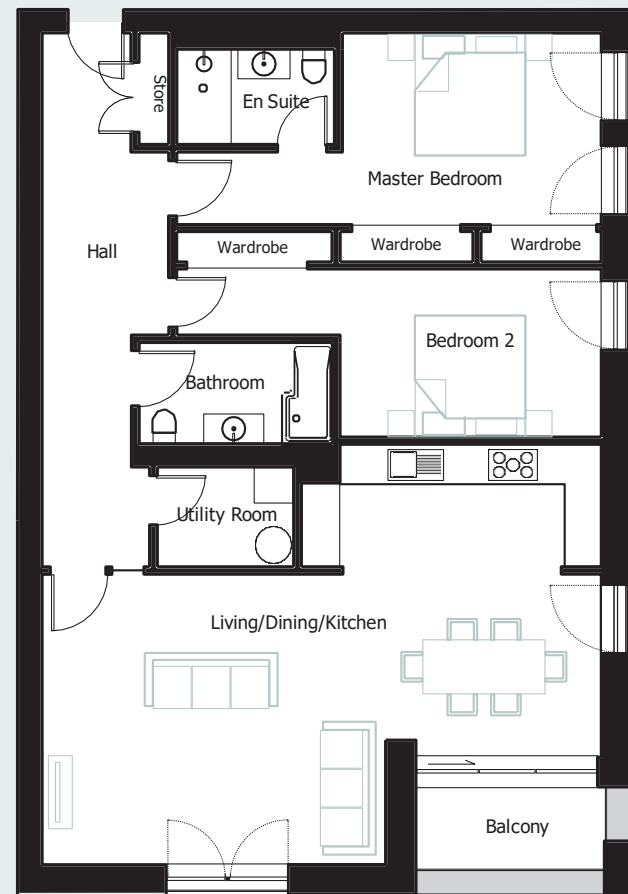 Store
En Suite
Master Bedroom
Hall
Wardrobe
Wardrobe
Wardrobe
Bedroom 2
Bathroom
Utility Room
Living/Dining/Kitchen
Balcony